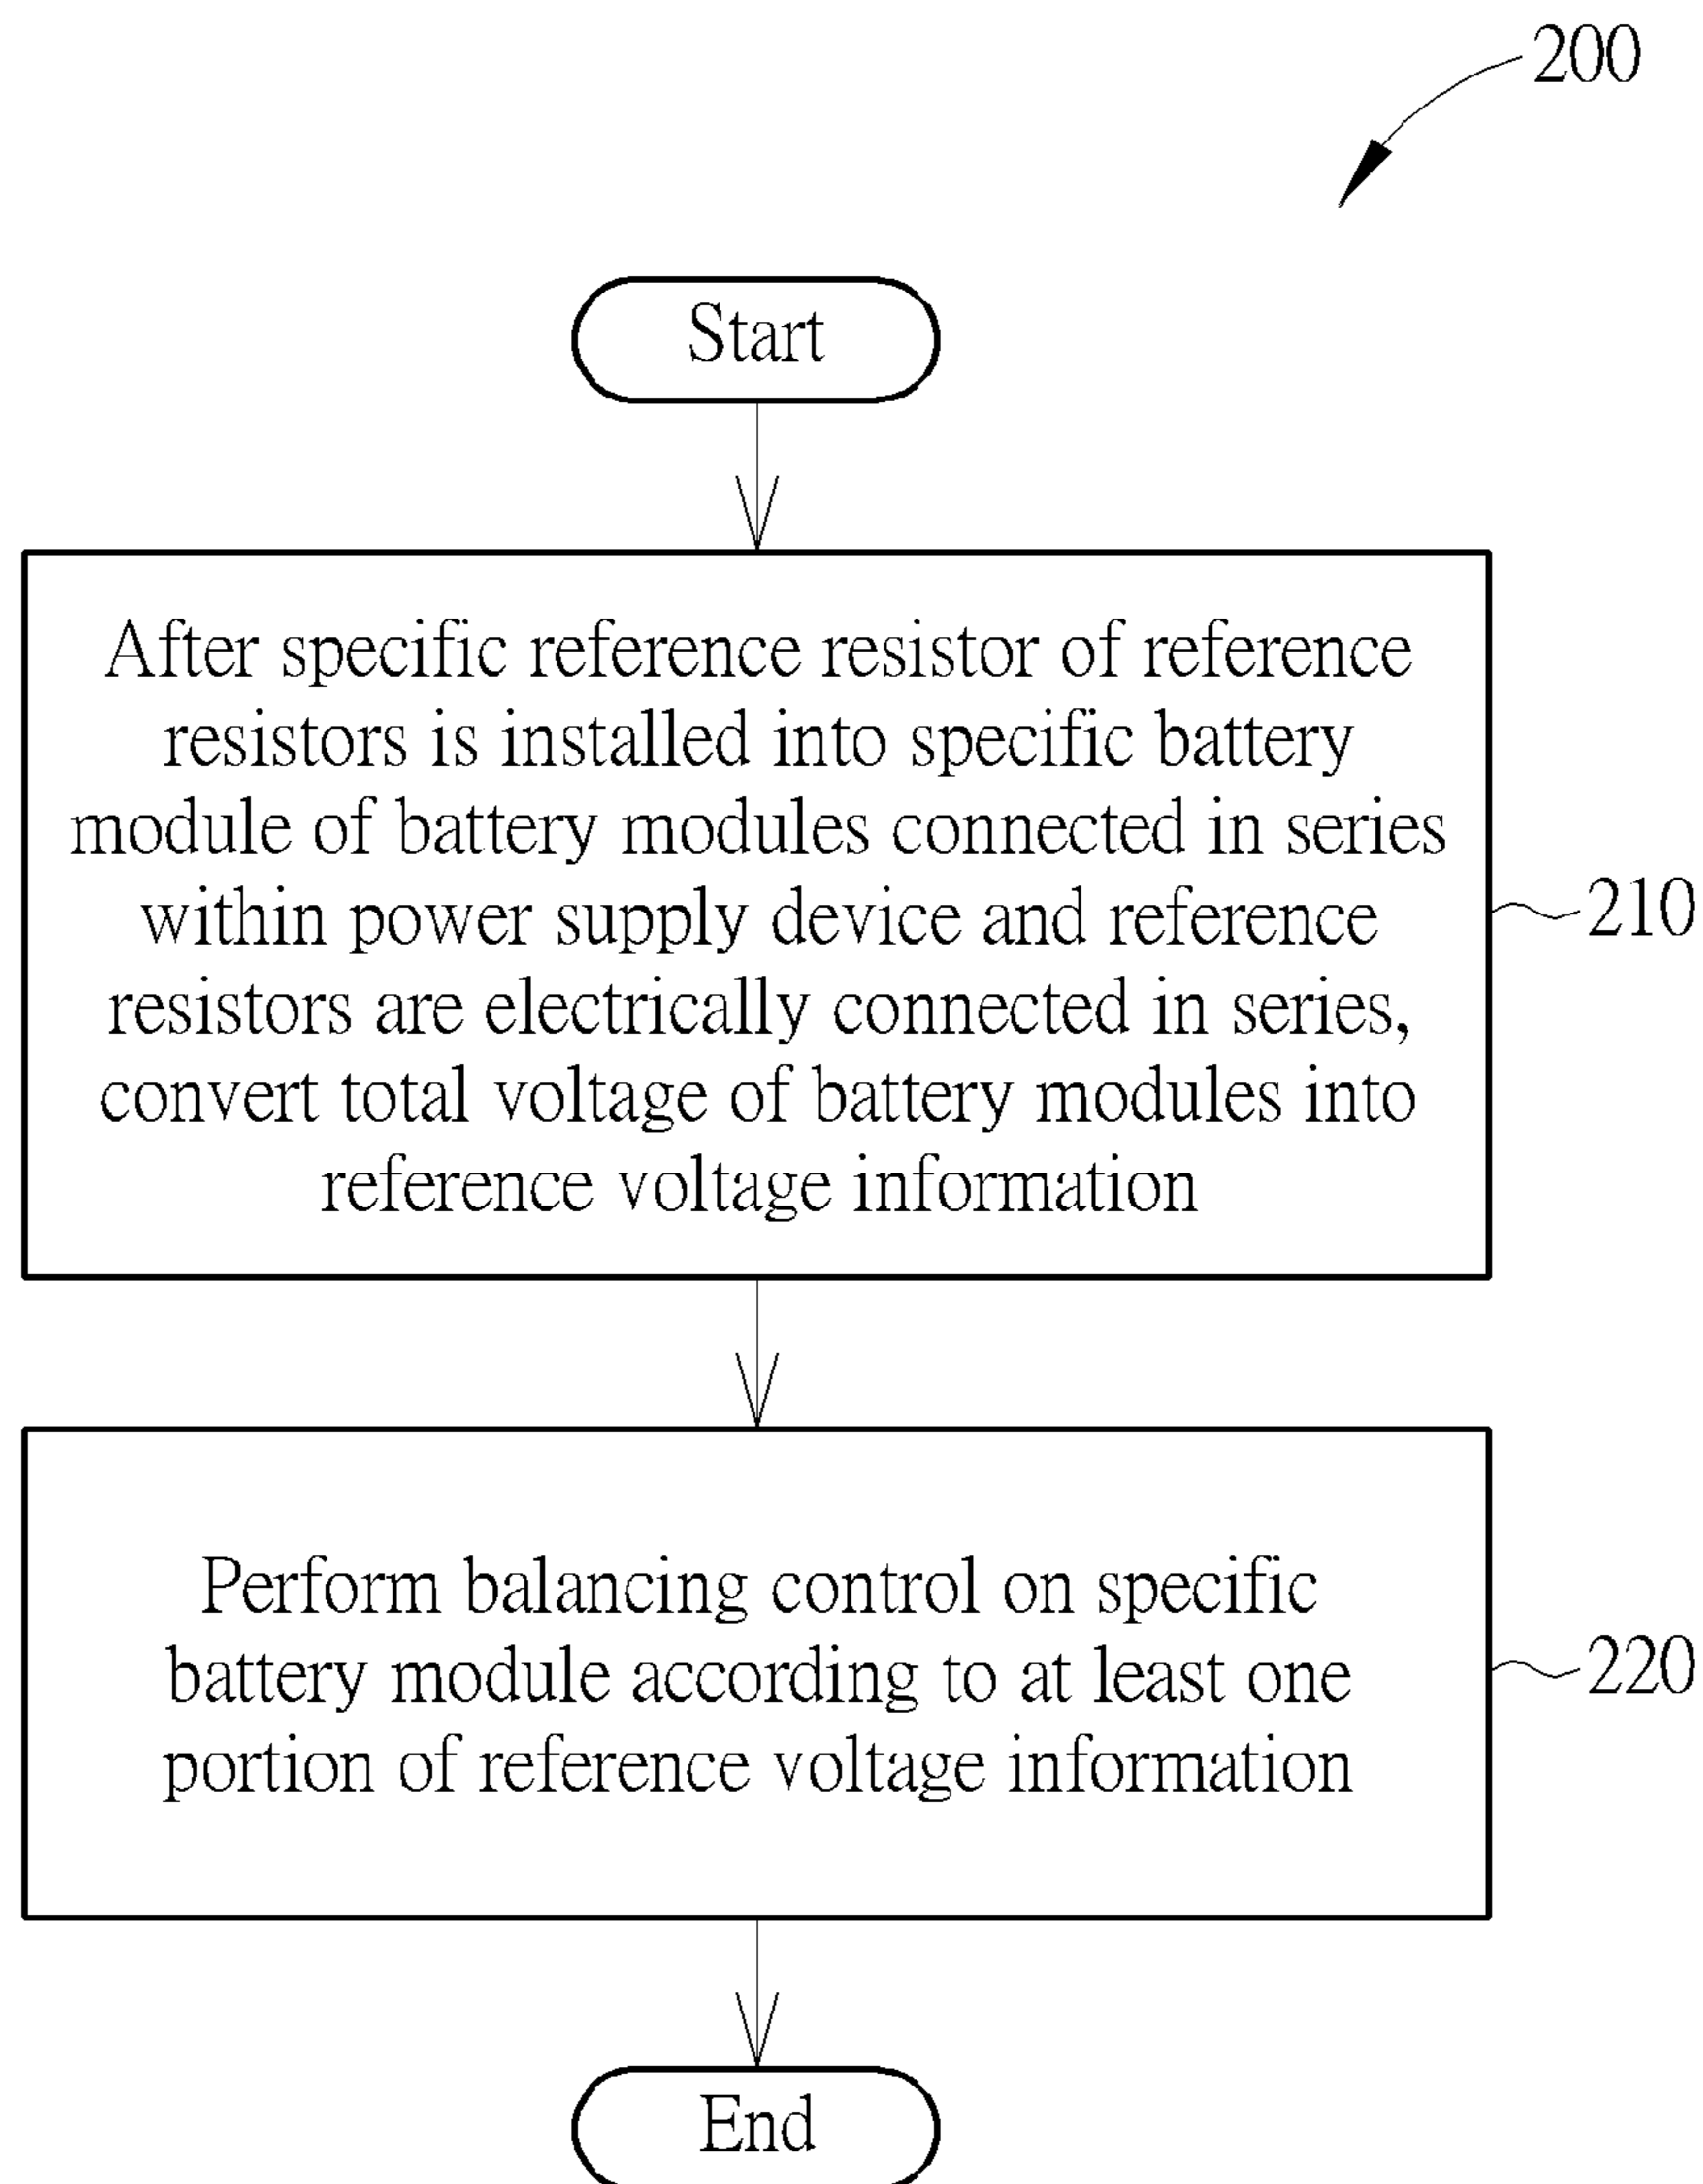 200
Start
After specific reference resistor of reference
resistors is installed into specific battery
module of battery modules connected in series
within power supply device and reference
resistors are electrically connected in series,
convert total voltage of battery modules into
reference voltage information
210
Perform balancing control on specific
battery module according to at least one
portion of reference voltage information
220
End